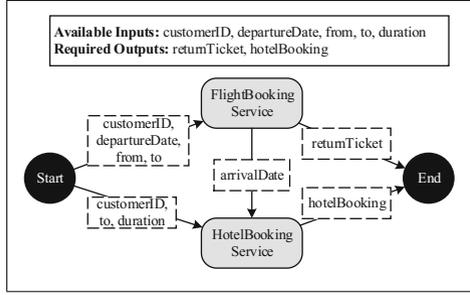 Available Inputs: customerID, departureDate, from, to, duration
Required Outputs: returnTicket, hotelBooking
FlightBooking
Service
customerID,
departureDate,
from, to
returnTicket
Start
arrivalDate
End
customerID,
to, duration
hotelBooking
HotelBooking
Service